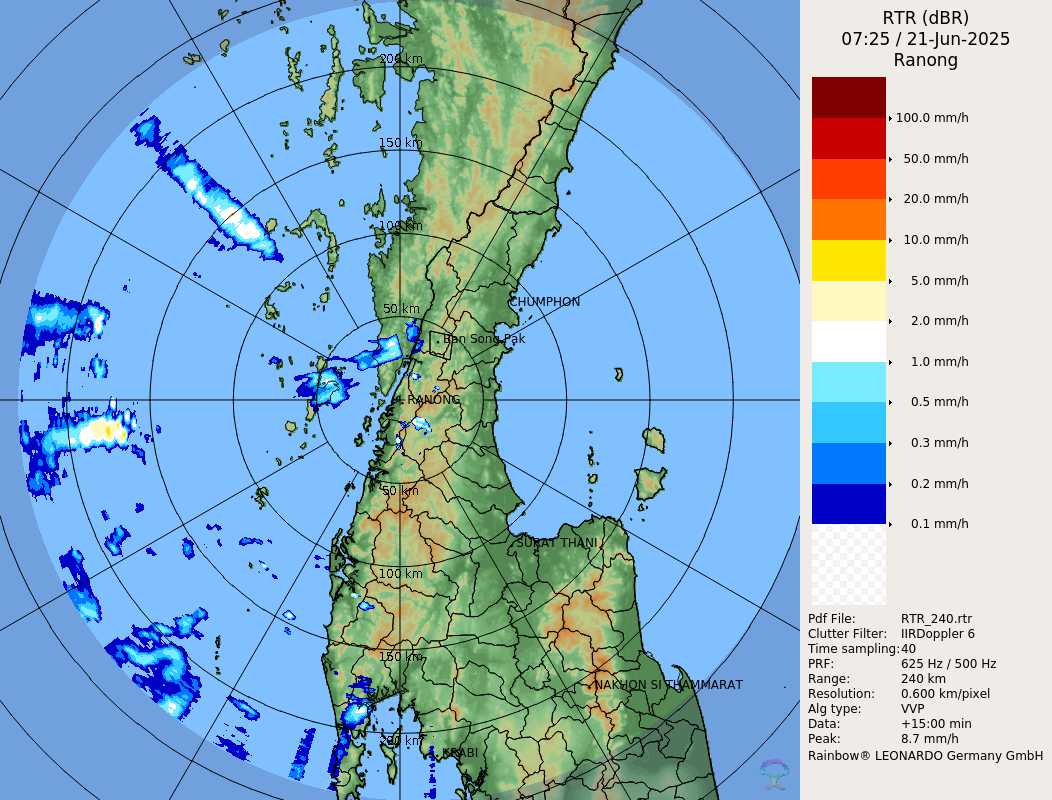 RTR (dBR)
07:25 / 21-Jun-2025
Ranong
100.0 mm/h
50.0 mm/h
20.0 mm/h
10.0 mm/h
5.0 mm/h
2.0 mm/h
1.0 mm/h
0.5 mm/h
0.3 mm/h
0.2 mm/h
0.1 mm/h
Pdf File: RTR_240.rtr
Clutter Filter: IIRDoppler 6
Time sampling: 40
PRF: 625 Hz / 500 Hz
Range: 240 km
Resolution: 0.600 km/pixel
Alg type: VVP
Data: +15:00 min
Peak: 8.7 mm/h
Rainbow® LEONARDO Germany GmbH
200 km
150 km
100 km
50 km
CHUMPHON
Ban Song Pak
RANONG
50 km
SURAT THANI
100 km
150 km
NAKHON SI THAMMARAT
200 km
KRABI